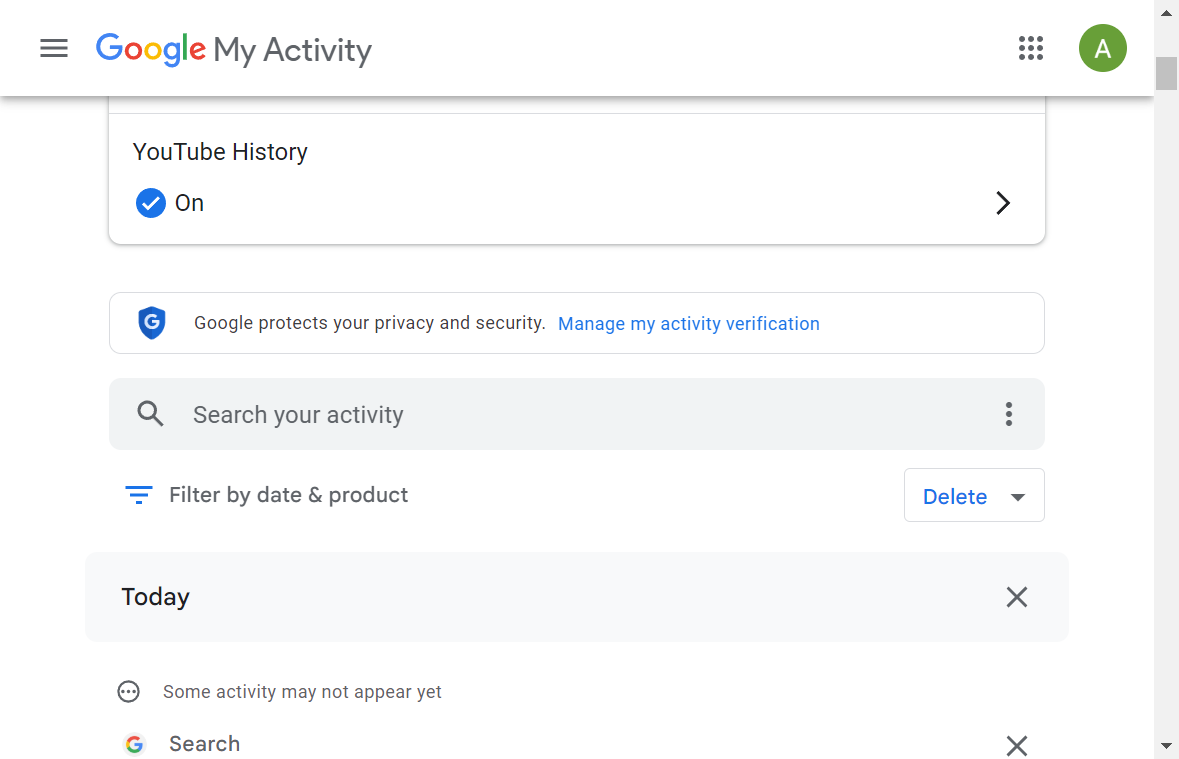 Google My Activity
A
YouTube History
On
Google protects your privacy and security. Manage my activity verification
Search your activity
Filter by date & product
Delete
Today
Some activity may not appear yet
Search